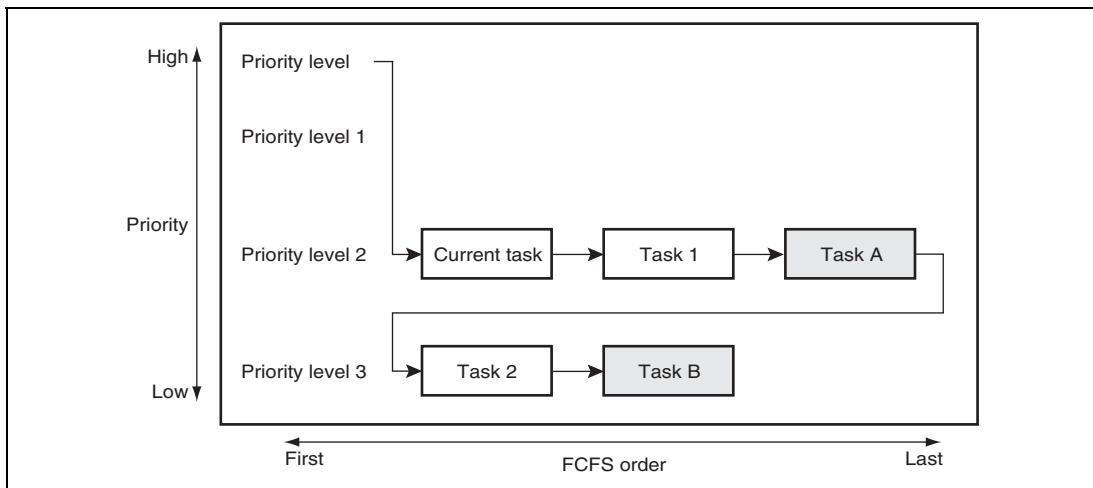 High
Priority level
Priority level 1
Priority
Priority level 2
Current task
Task 1
Task A
Priority level 3
Task 2
Task B
Low
First
FCFS order
Last